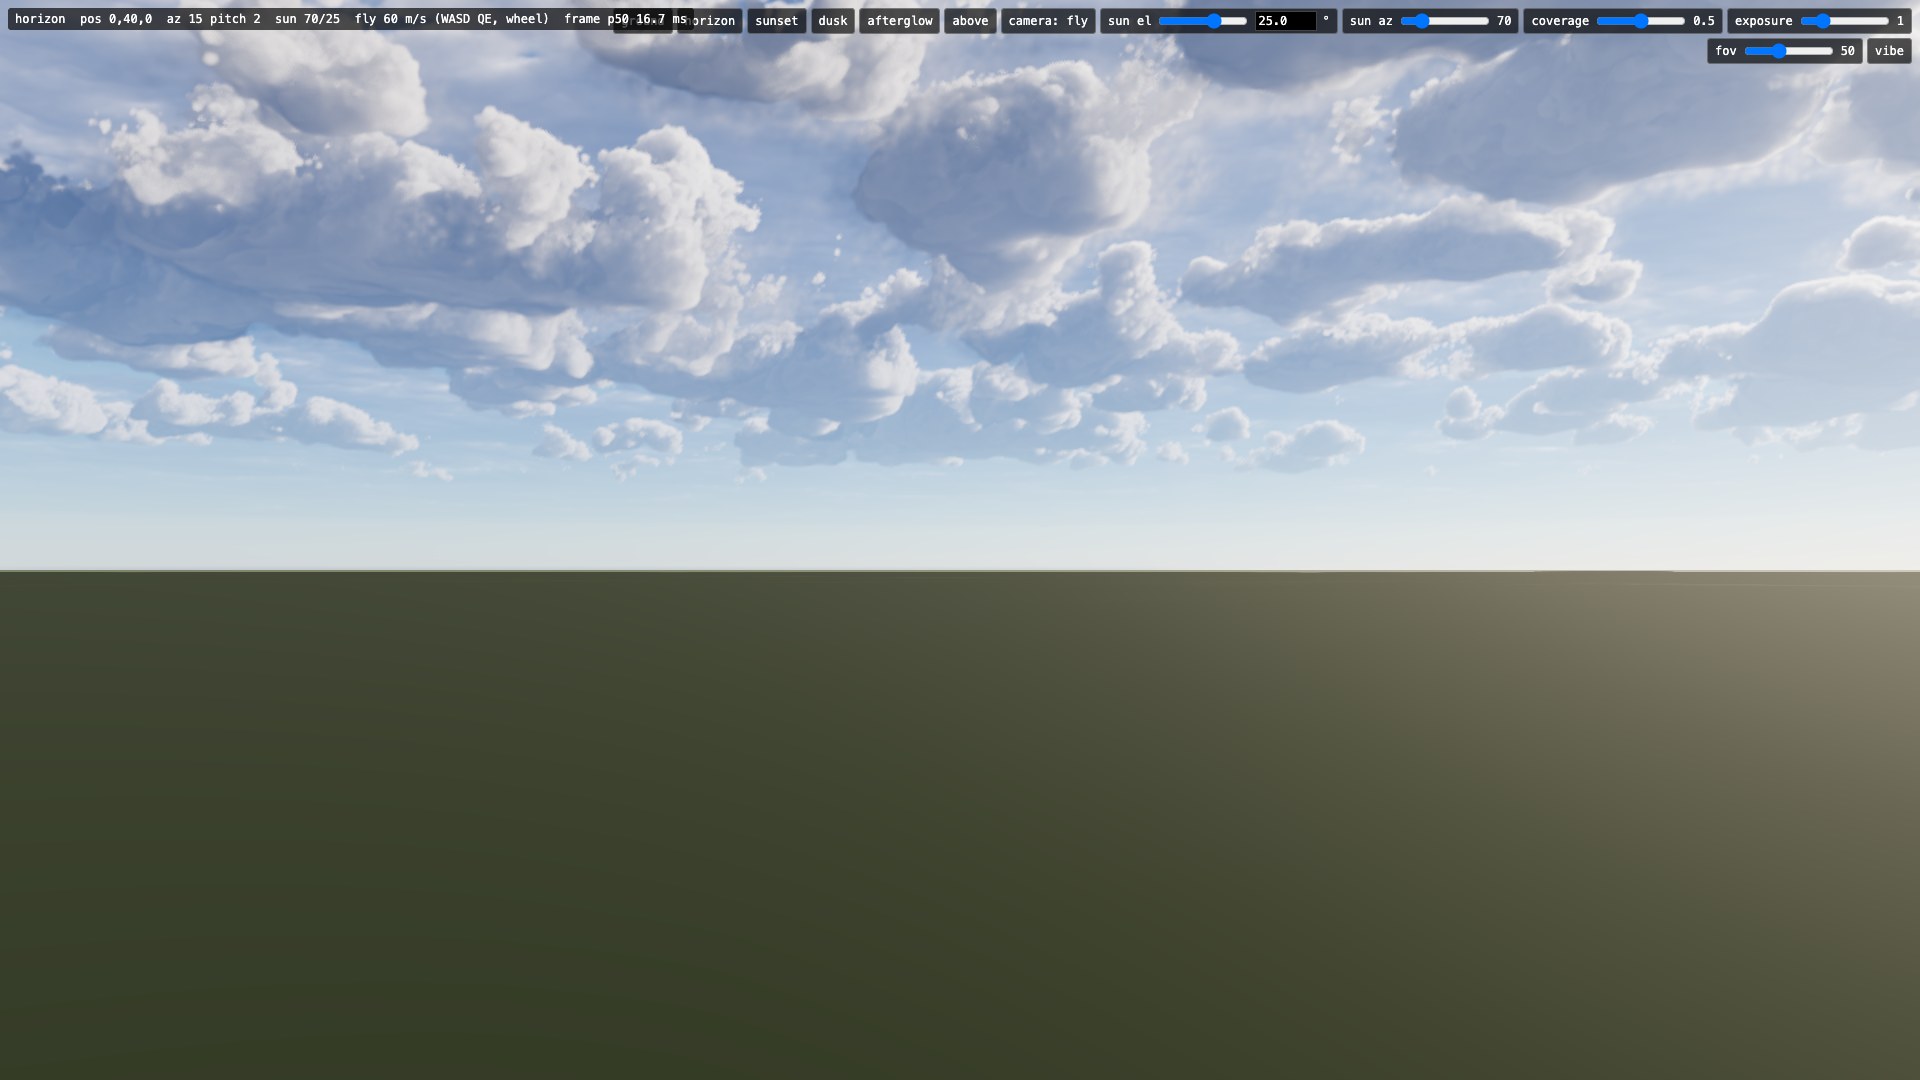 horizon pos 0,40,0 az 15 pitch 2 sun 70/25 fly 60 m/s (WASD QE, wheel) frame p50 16.7 ms
orizon sunset dusk afterglow above camera: fly sun el 25.0 ° sun az 70 coverage 0.5 exposure 1
fov 50 vibe